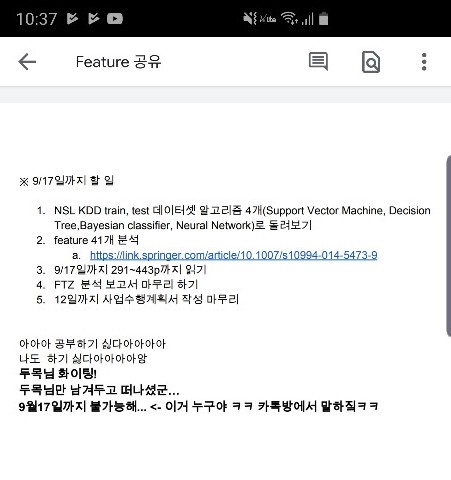 10:37
Feature 공유
※ 9/17일까지 할 일
1. NSL KDD train, test 데이터셋 알고리즘 4개(Support Vector Machine, Decision
Tree,Bayesian classifier, Neural Network)로 돌려보기
2. feature 41개 분석
a. https://link.springer.com/article/10.1007/s10994-014-5473-9
3. 9/17일까지 291~443p까지 읽기
4. FTZ 분석 보고서 마무리 하기
5. 12일까지 사업수행계획서 작성 마무리
아아아 공부하기 싫다아아아아
나도 하기 싫다아아아아앙
두목님 화이팅!
두목님만 남겨두고 떠나셨군...
9월17일까지 불가능해... <- 이거 누구야 ㅋㅋ 카톡방에서 말하짘ㅋㅋ